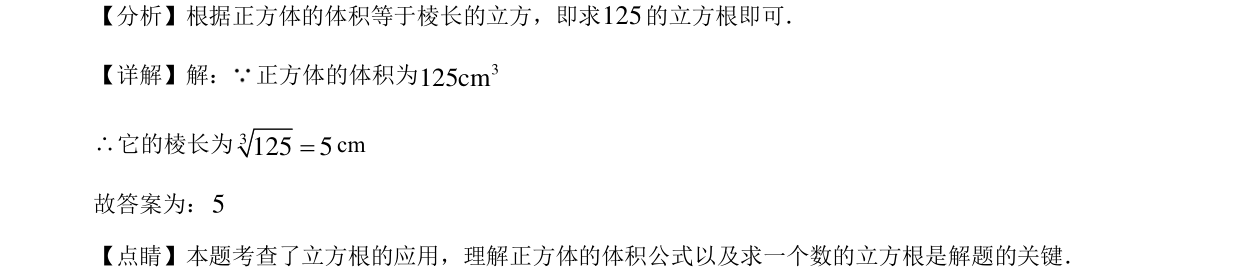 【分析】根据正方体的体积等于棱长的立方，即求125的立方根即可．
【详解】解：∵正方体的体积为125cm³
∴它的棱长为∛125 = 5 cm
故答案为：5
【点睛】本题考查了立方根的应用，理解正方体的体积公式以及求一个数的立方根是解题的关键．